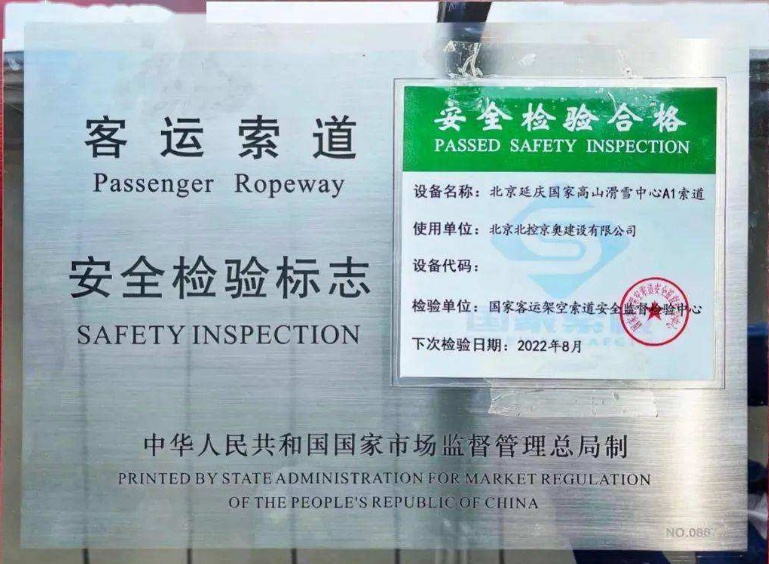 客运索道
Passenger Ropeway
安全检验标志
SAFETY INSPECTION
安全检验合格
PASSED SAFETY INSPECTION
设备名称：北京延庆国家高山滑雪中心A1索道
使用单位：北京北控京奥建设有限公司
设备代码：
检验单位：国家客运架空索道安全监督检验中心
下次检验日期：2022年8月
中华人民共和国国家市场监督管理总局制
PRINTED BY STATE ADMINISTRATION FOR MARKET REGULATION
OF THE PEOPLE'S REPUBLIC OF CHINA